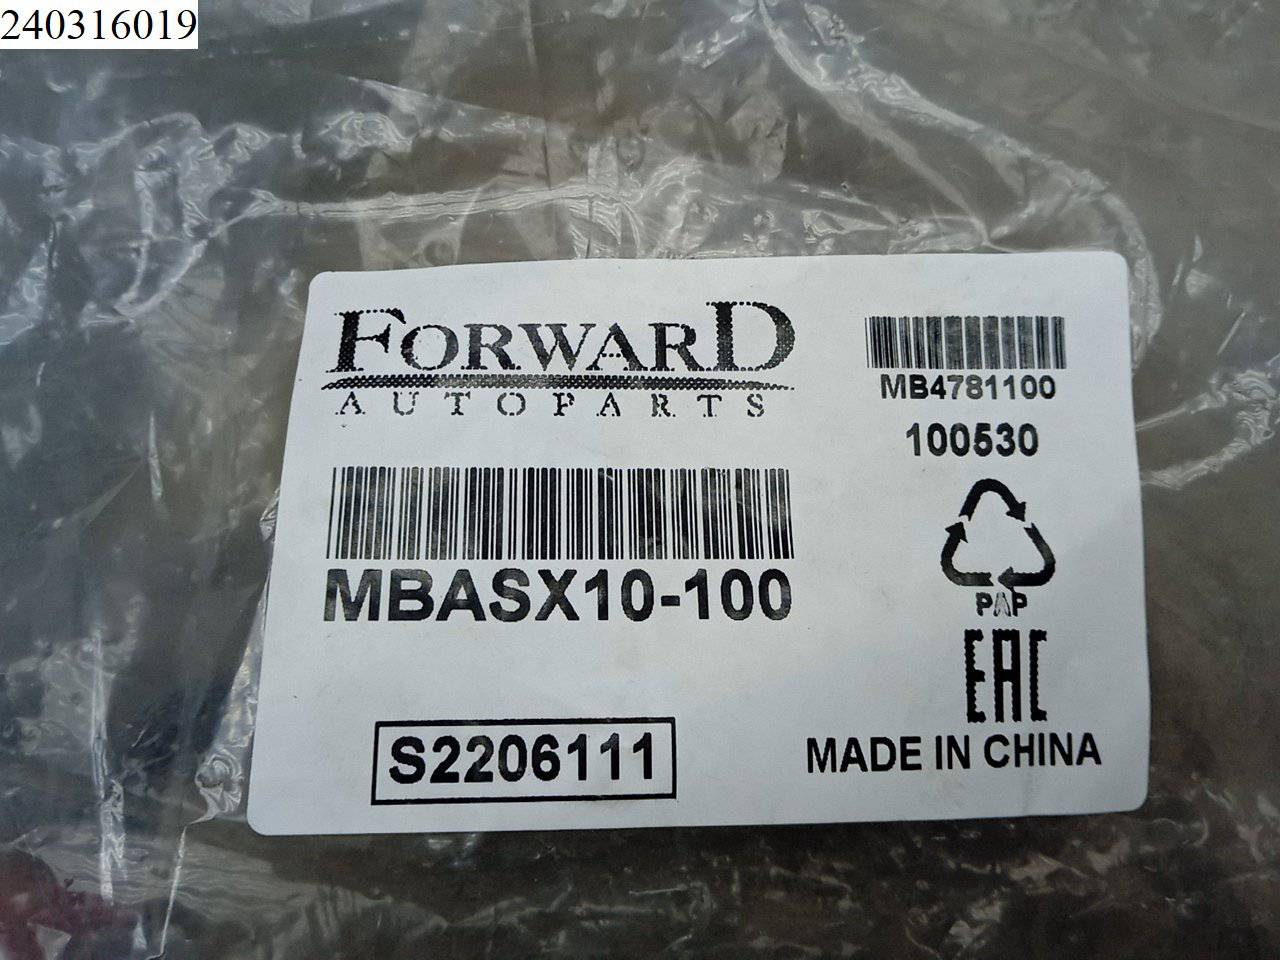 240316019
FORWARD
AUTOPARTS
MB4781100
100530
MBASX10-100
PAP
EAC
S2206111
MADE IN CHINA